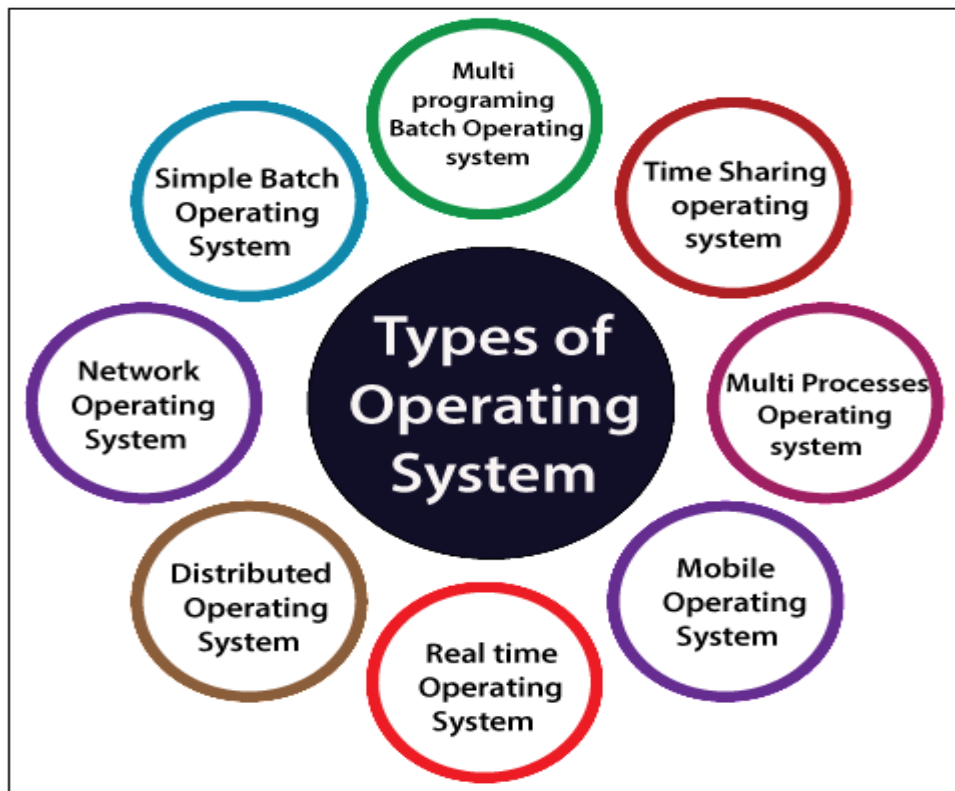 Multi
programing
Batch Operating
system
Simple Batch
Operating
System
Time Sharing
operating
system
Types of
Operating
System
Network
Operating
System
Multi Processes
Operating
system
Distributed
Operating
System
Mobile
Operating
System
Real time
Operating
System